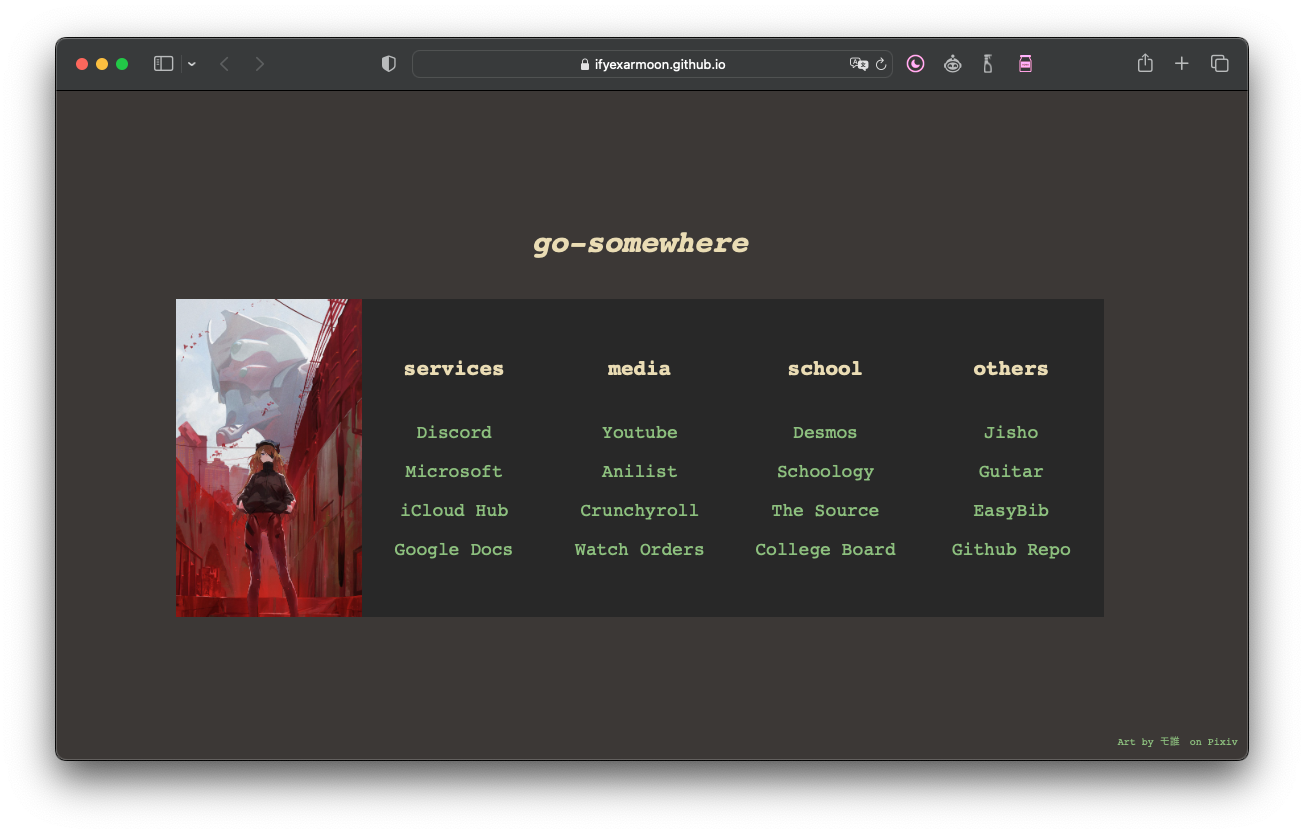 ifyexarmoon.github.io
go-somewhere
services media school others
Discord Youtube Desmos Jisho
Microsoft Anilist Schoology Guitar
iCloud Hub Crunchyroll The Source EasyBib
Google Docs Watch Orders College Board Github Repo
Art by モ誰 on Pixiv